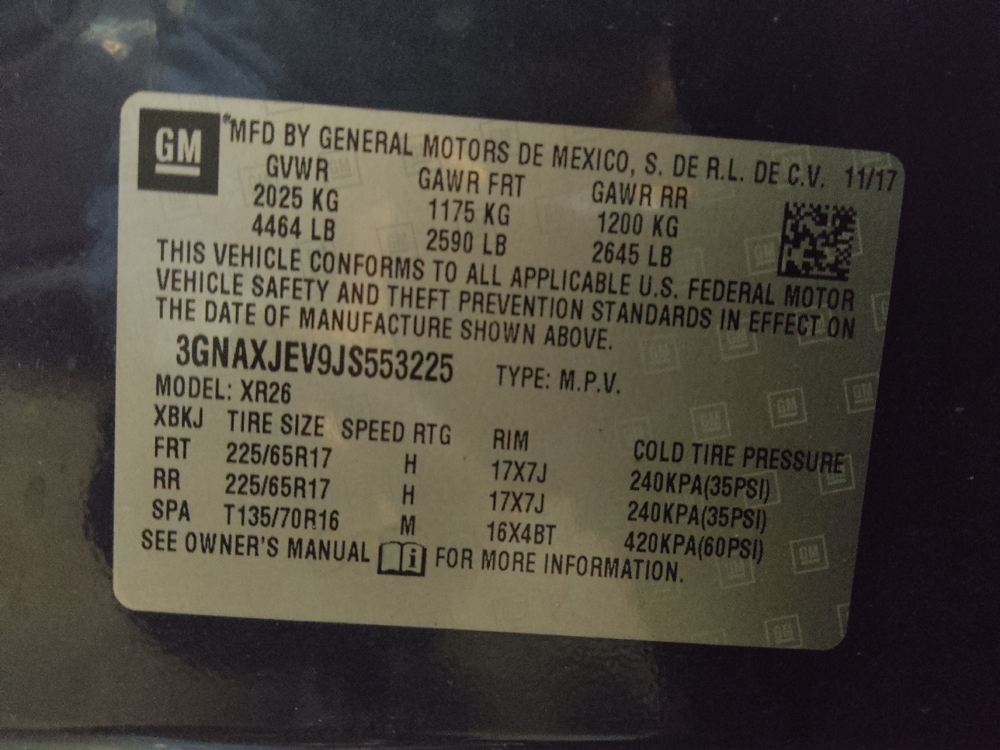 GM
*MFD BY GENERAL MOTORS DE MEXICO, S. DE R.L. DE C.V. 11/17
GVWR GAWR FRT GAWR RR
2025 KG 1175 KG 1200 KG
4464 LB 2590 LB 2645 LB
THIS VEHICLE CONFORMS TO ALL APPLICABLE U.S. FEDERAL MOTOR
VEHICLE SAFETY AND THEFT PREVENTION STANDARDS IN EFFECT ON
THE DATE OF MANUFACTURE SHOWN ABOVE.
3GNAXJEV9JS553225 TYPE: M.P.V.
MODEL: XR26
XBKJ TIRE SIZE SPEED RTG RIM COLD TIRE PRESSURE
FRT 225/65R17 H 17X7J 240KPA(35PSI)
RR 225/65R17 H 17X7J 240KPA(35PSI)
SPA T135/70R16 M 16X4BT 420KPA(60PSI)
SEE OWNER'S MANUAL i FOR MORE INFORMATION.